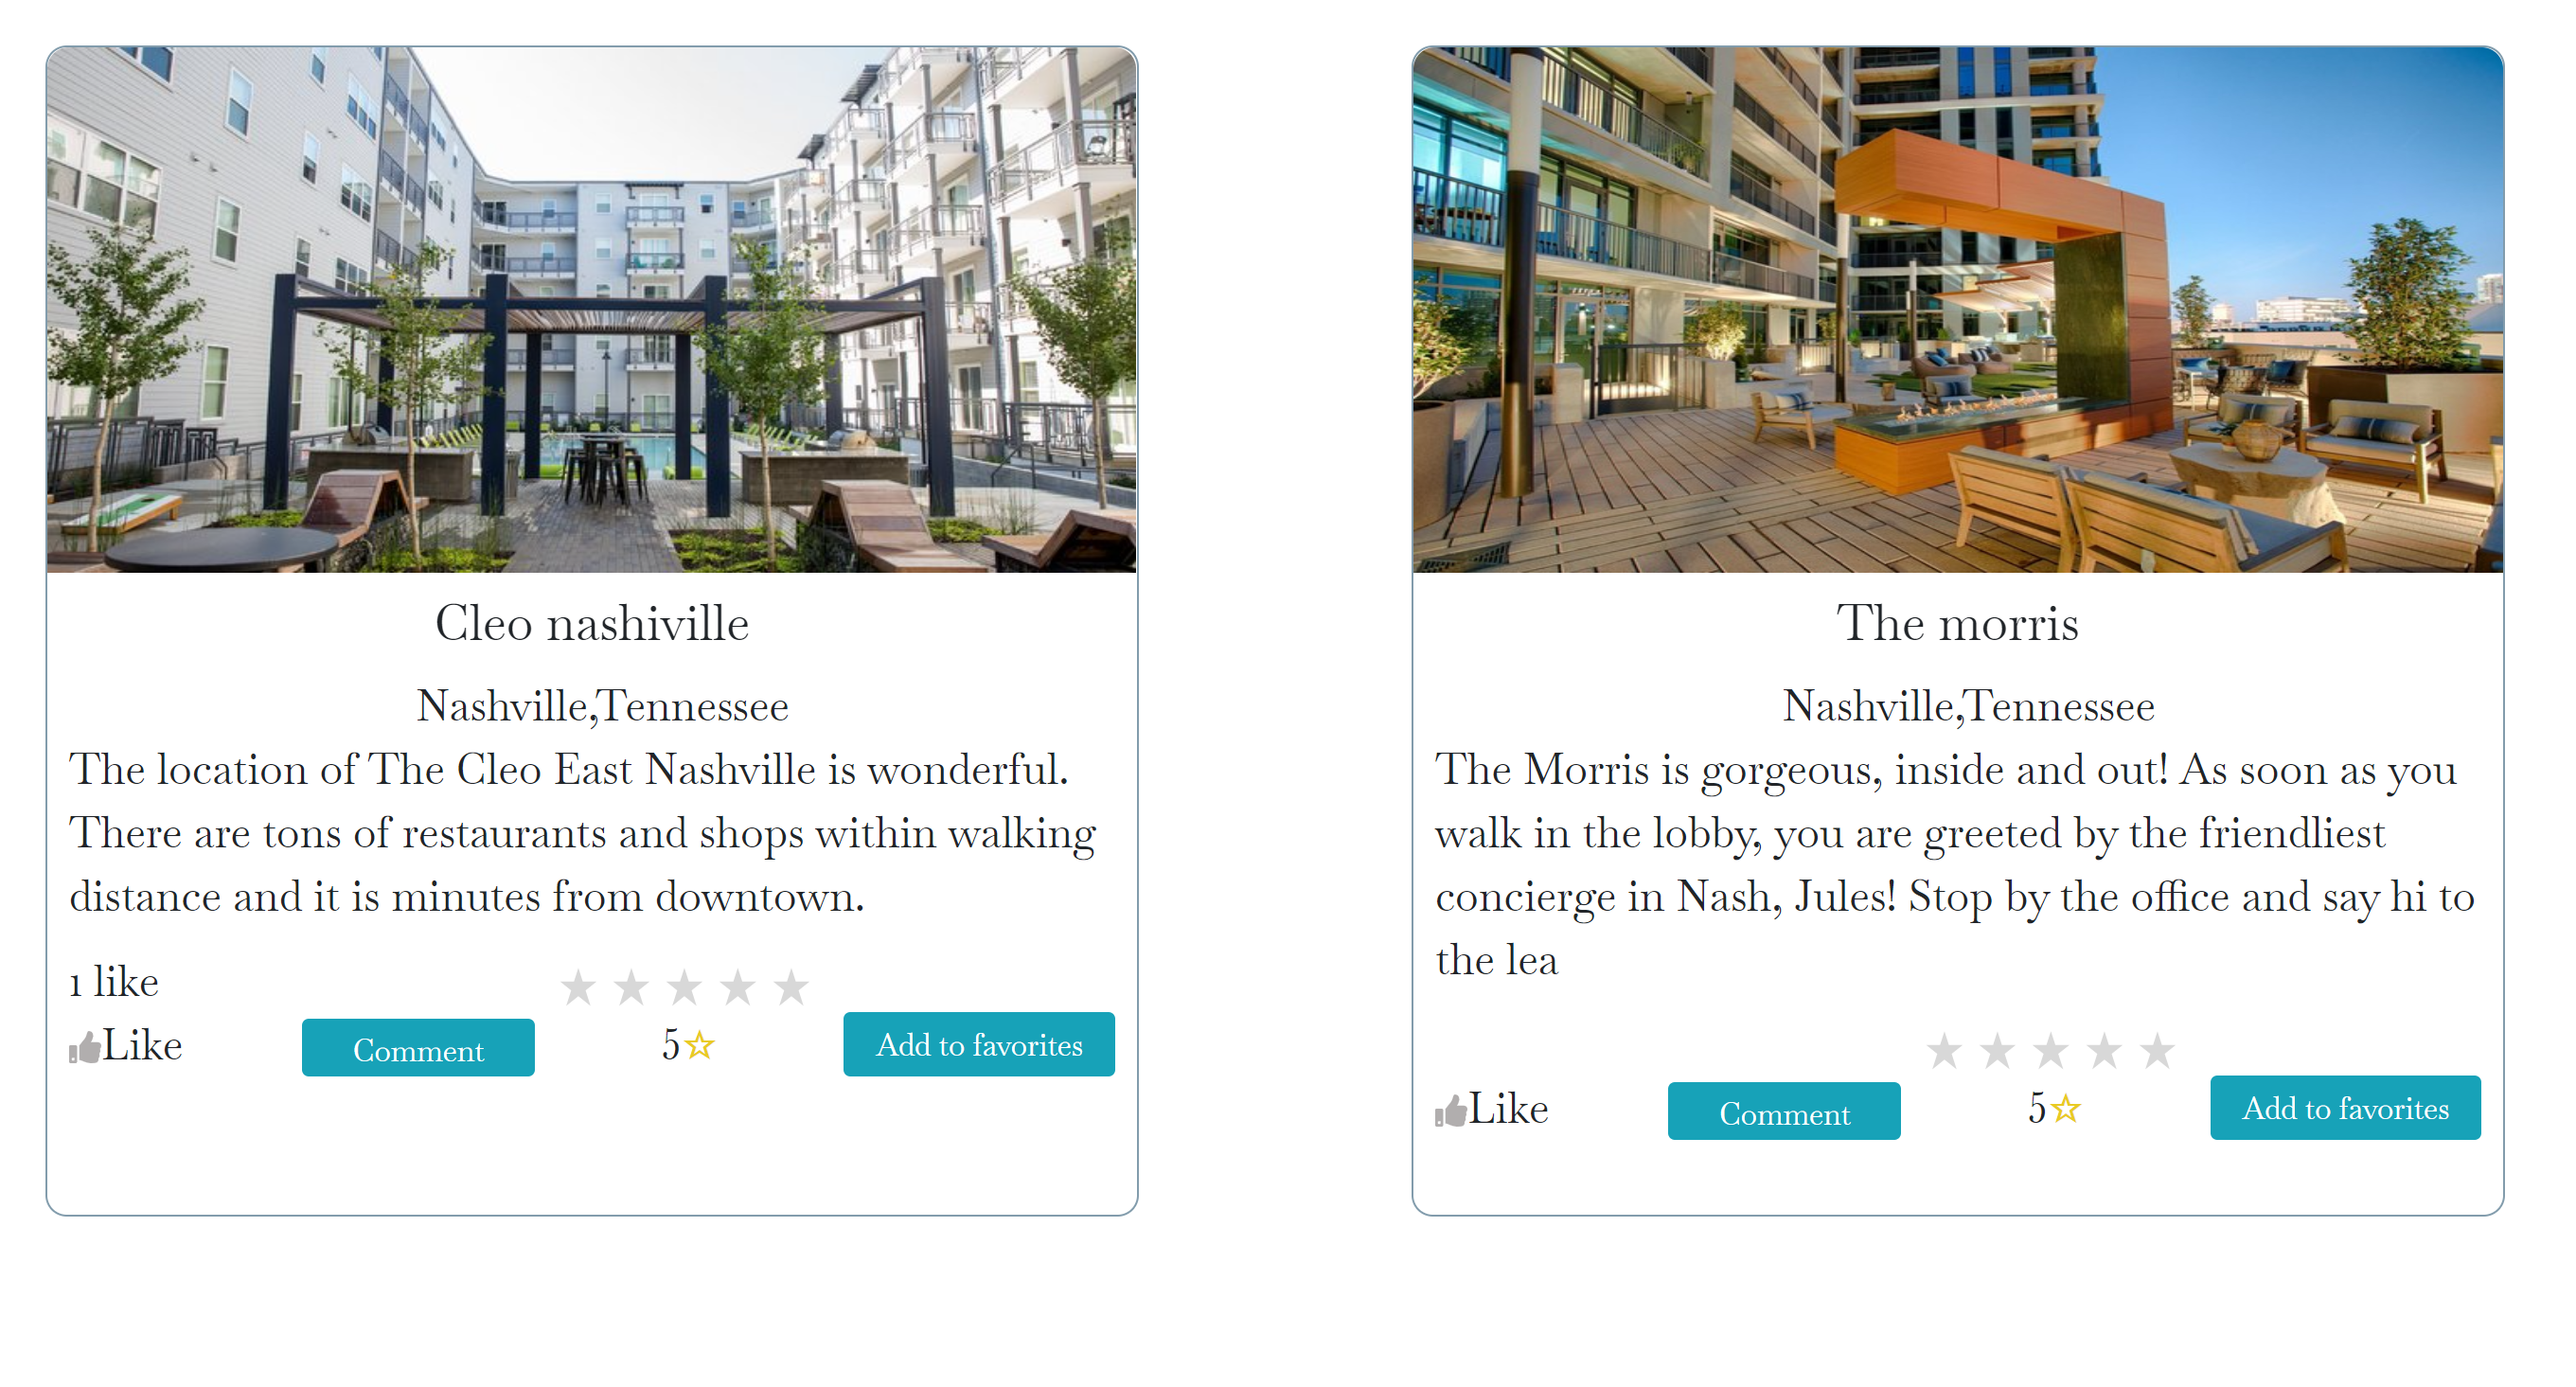 Cleo nashiville
Nashville,Tennessee
The location of The Cleo East Nashville is wonderful.
There are tons of restaurants and shops within walking
distance and it is minutes from downtown.
1 like
Like
Comment
5
Add to favorites
The morris
Nashville,Tennessee
The Morris is gorgeous, inside and out! As soon as you
walk in the lobby, you are greeted by the friendliest
concierge in Nash, Jules! Stop by the office and say hi to
the lea
Like
Comment
5
Add to favorites